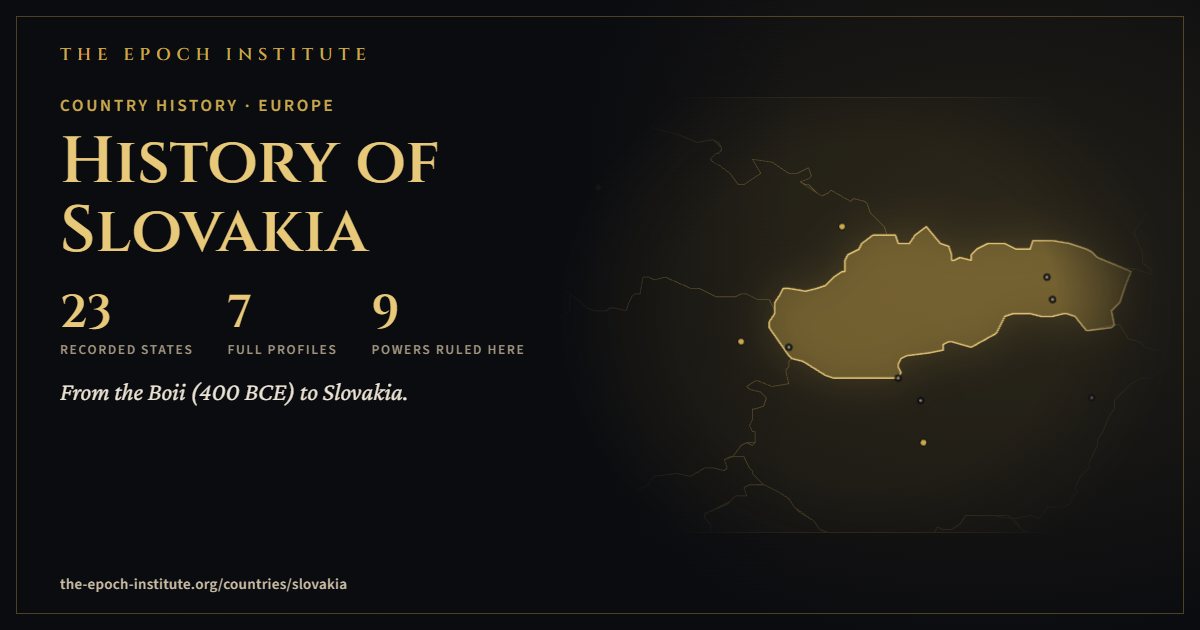 THE EPOCH INSTITUTE
COUNTRY HISTORY · EUROPE
HISTORY OF
SLOVAKIA
23 7 9
RECORDED STATES FULL PROFILES POWERS RULED HERE
From the Boii (400 BCE) to Slovakia.
the-epoch-institute.org/countries/slovakia